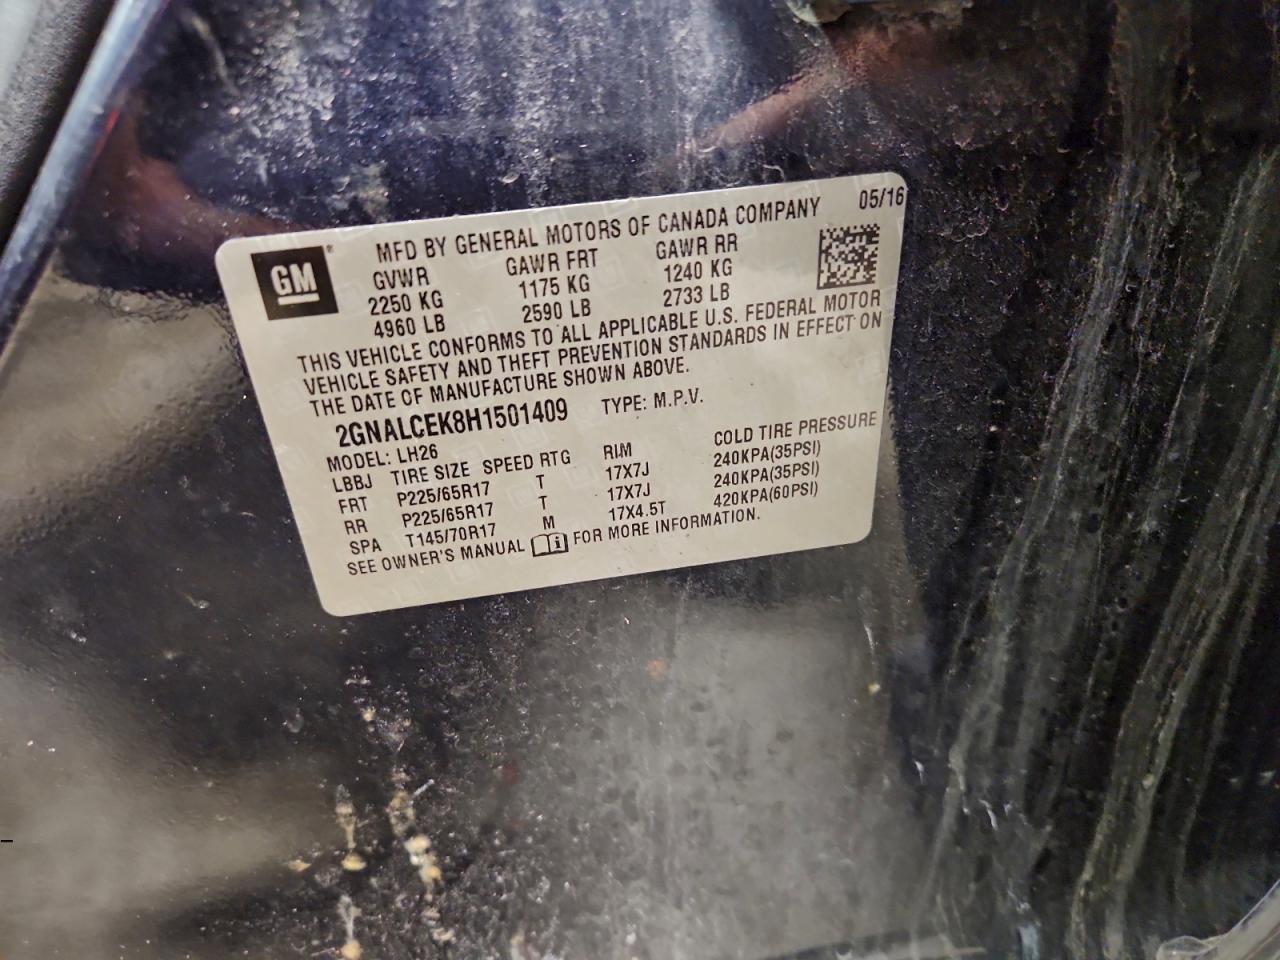 05/16
MFD BY GENERAL MOTORS OF CANADA COMPANY
GM®
GVWR GAWR FRT GAWR RR
2250 KG 1175 KG 1240 KG
4960 LB 2590 LB 2733 LB
THIS VEHICLE CONFORMS TO ALL APPLICABLE U.S. FEDERAL MOTOR
VEHICLE SAFETY AND THEFT PREVENTION STANDARDS IN EFFECT ON
THE DATE OF MANUFACTURE SHOWN ABOVE.
2GNALCEK8H1501409 TYPE: M.P.V.
MODEL: LH26
LBBJ TIRE SIZE SPEED RTG RIM COLD TIRE PRESSURE
FRT P225/65R17 T 17X7J 240KPA(35PSI)
RR P225/65R17 T 17X7J 240KPA(35PSI)
SPA T145/70R17 M 17X4.5T 420KPA(60PSI)
SEE OWNER'S MANUAL i FOR MORE INFORMATION.